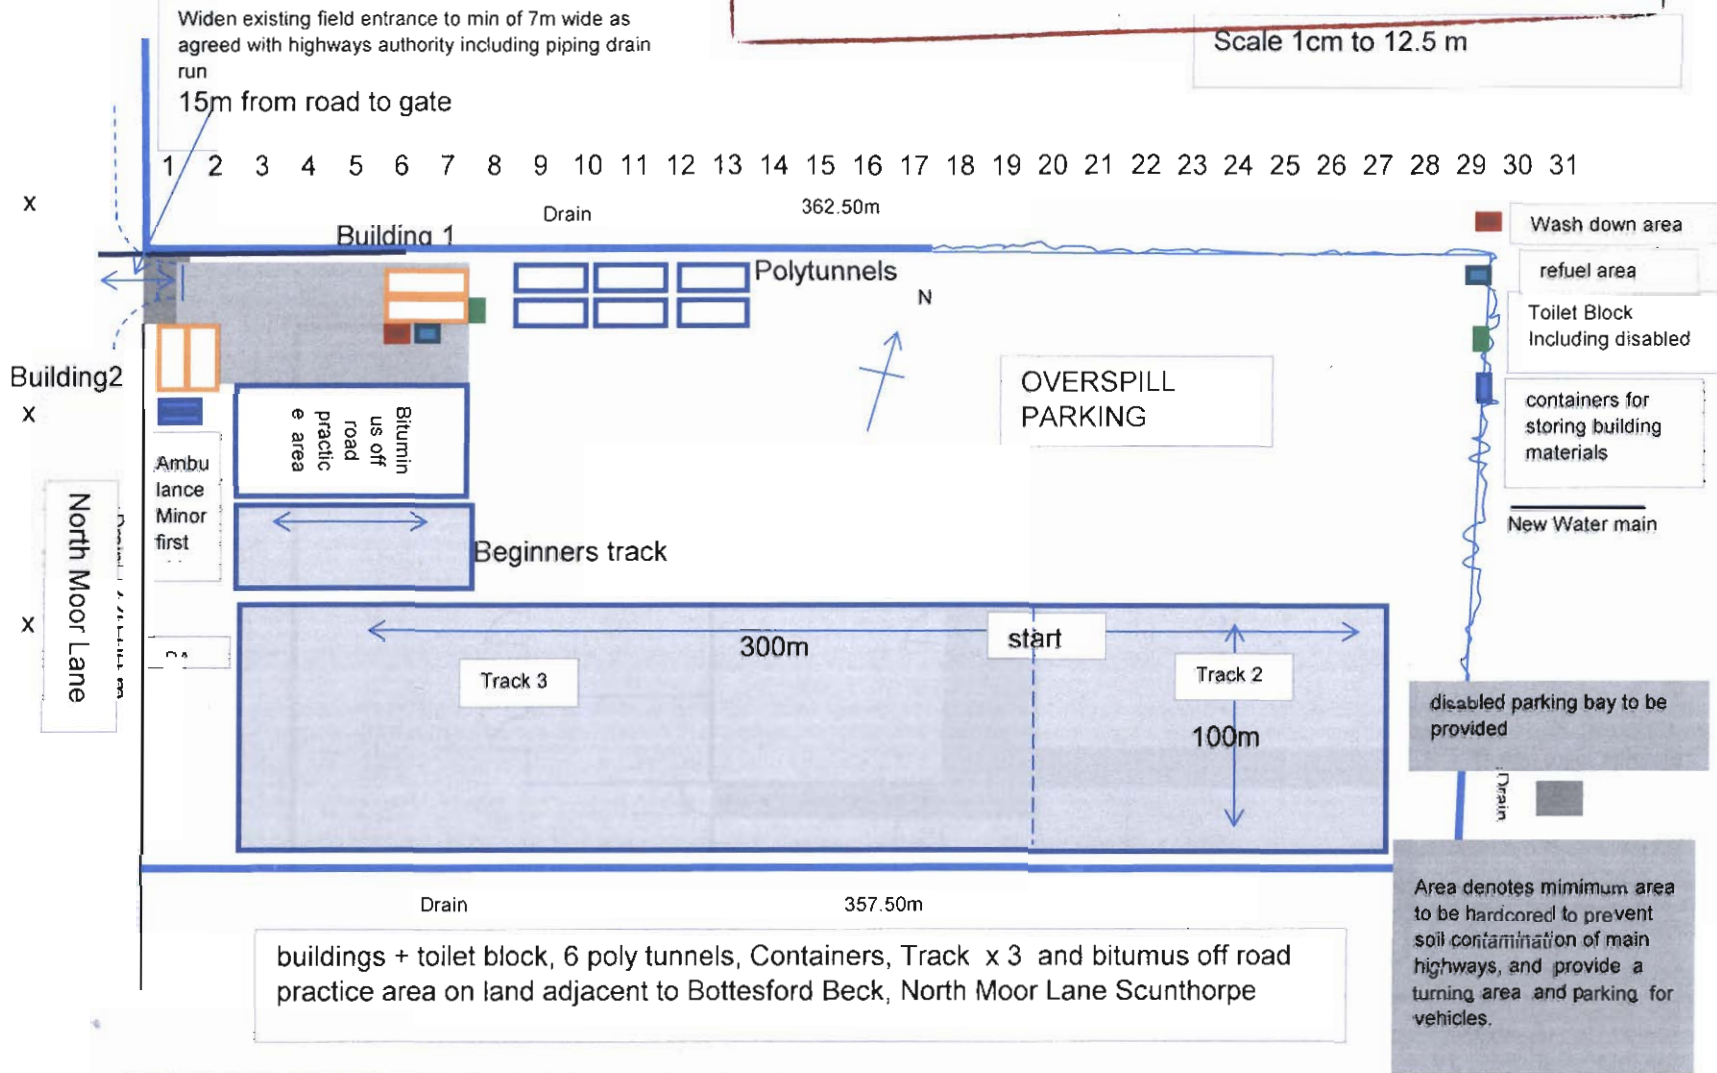 Widen existing field entrance to min of 7m wide as
agreed with highways authority including piping drain
run
15m from road to gate
Scale 1cm to 12.5 m
1 2 3 4 5 6 7 8 9 10 11 12 13 14 15 16 17 18 19 20 21 22 23 24 25 26 27 28 29 30 31
x
Drain
362.50m
Building 1
Polytunnels
N
Wash down area
refuel area
Toilet Block
Including disabled
containers for
storing building
materials
New Water main
Building2
x
OVERSPILL
PARKING
Bitumin
us off
road
practic
e area
Ambu
lance
Minor
first
North Moor Lane
Beginners track
x
300m
start
Track 3
Track 2
100m
disabled parking bay to be
provided
Drain
Area denotes mimimum area
to be hardcored to prevent
soil contamination of main
highways, and provide a
turning area and parking for
vehicles.
Drain
357.50m
buildings + toilet block, 6 poly tunnels, Containers, Track x 3 and bitumus off road
practice area on land adjacent to Bottesford Beck, North Moor Lane Scunthorpe